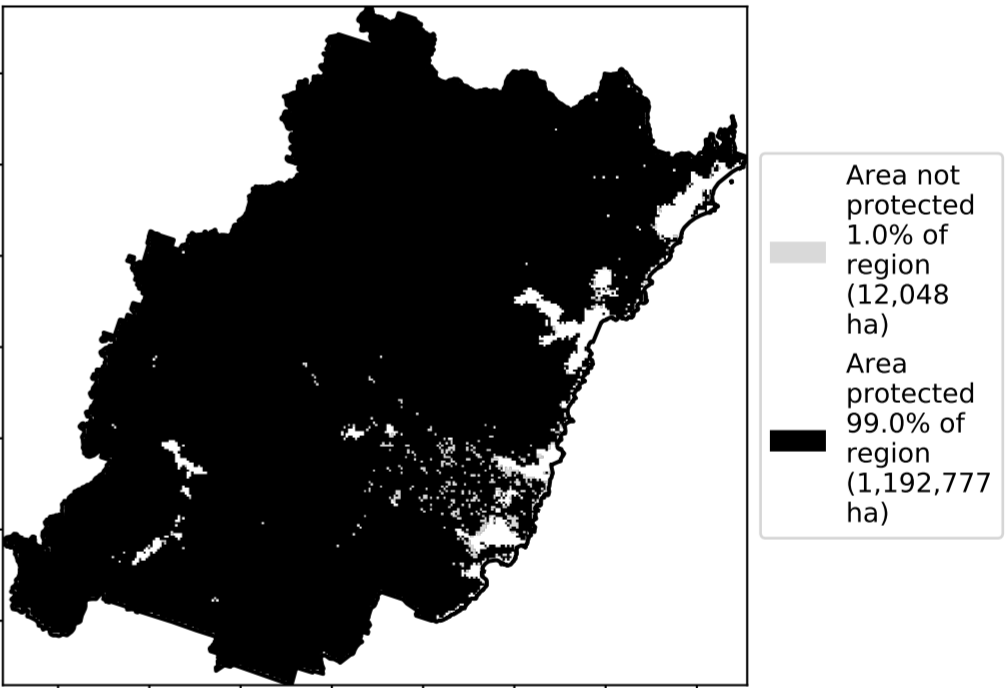 Area not
protected
1.0% of
region
(12,048
ha)
Area
protected
99.0% of
region
(1,192,777
ha)